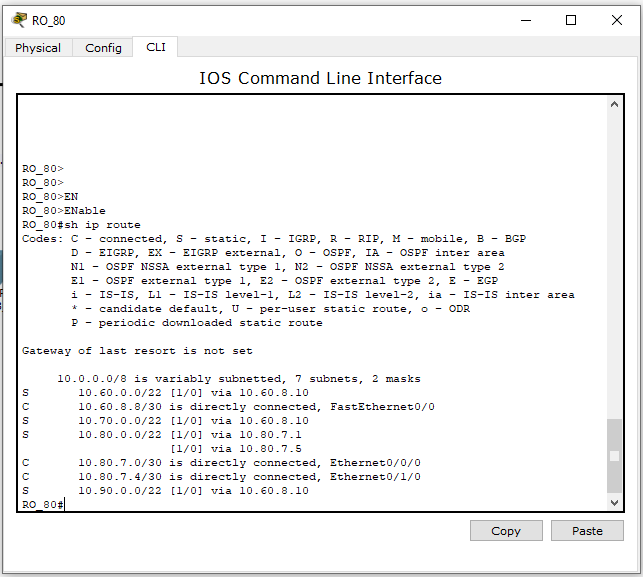 RO_80
Physical Config CLI
IOS Command Line Interface
RO_80>
RO_80>
RO_80>EN
RO_80>ENable
RO_80#sh ip route
Codes: C - connected, S - static, I - IGRP, R - RIP, M - mobile, B - BGP
D - EIGRP, EX - EIGRP external, O - OSPF, IA - OSPF inter area
N1 - OSPF NSSA external type 1, N2 - OSPF NSSA external type 2
E1 - OSPF external type 1, E2 - OSPF external type 2, E - EGP
i - IS-IS, L1 - IS-IS level-1, L2 - IS-IS level-2, ia - IS-IS inter area
* - candidate default, U - per-user static route, o - ODR
P - periodic downloaded static route
Gateway of last resort is not set
10.0.0.0/8 is variably subnetted, 7 subnets, 2 masks
S 10.60.0.0/22 [1/0] via 10.60.8.10
C 10.60.8.8/30 is directly connected, FastEthernet0/0
S 10.70.0.0/22 [1/0] via 10.60.8.10
S 10.80.0.0/22 [1/0] via 10.80.7.1
[1/0] via 10.80.7.5
C 10.80.7.0/30 is directly connected, Ethernet0/0/0
C 10.80.7.4/30 is directly connected, Ethernet0/1/0
S 10.90.0.0/22 [1/0] via 10.60.8.10
RO_80#
Copy Paste